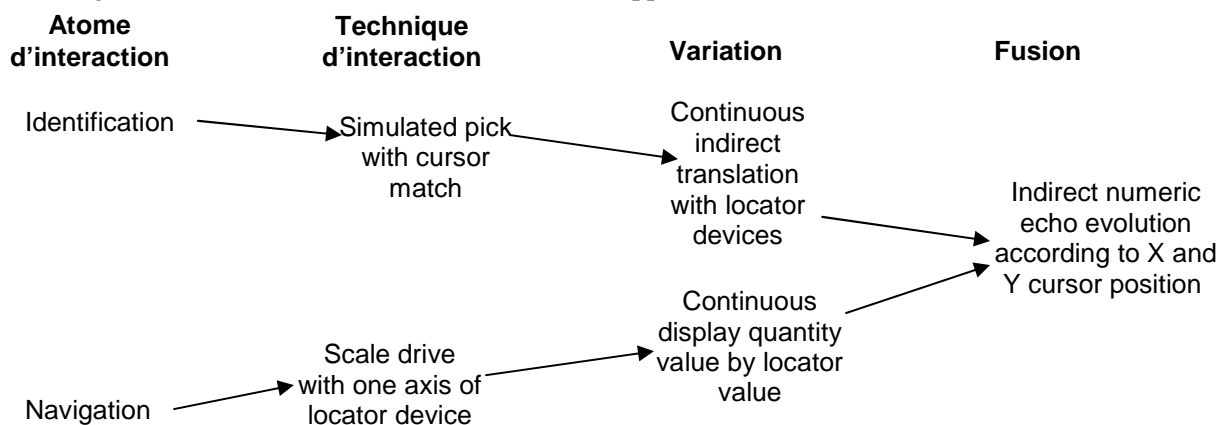 Atome
d'interaction
Technique
d'interaction
Variation
Fusion
Identification
Simulated pick
with cursor
match
Continuous
indirect
translation
with locator
devices
Indirect numeric
echo evolution
according to X and
Y cursor position
Navigation
Scale drive
with one axis of
locator device
Continuous
display quantity
value by locator
value